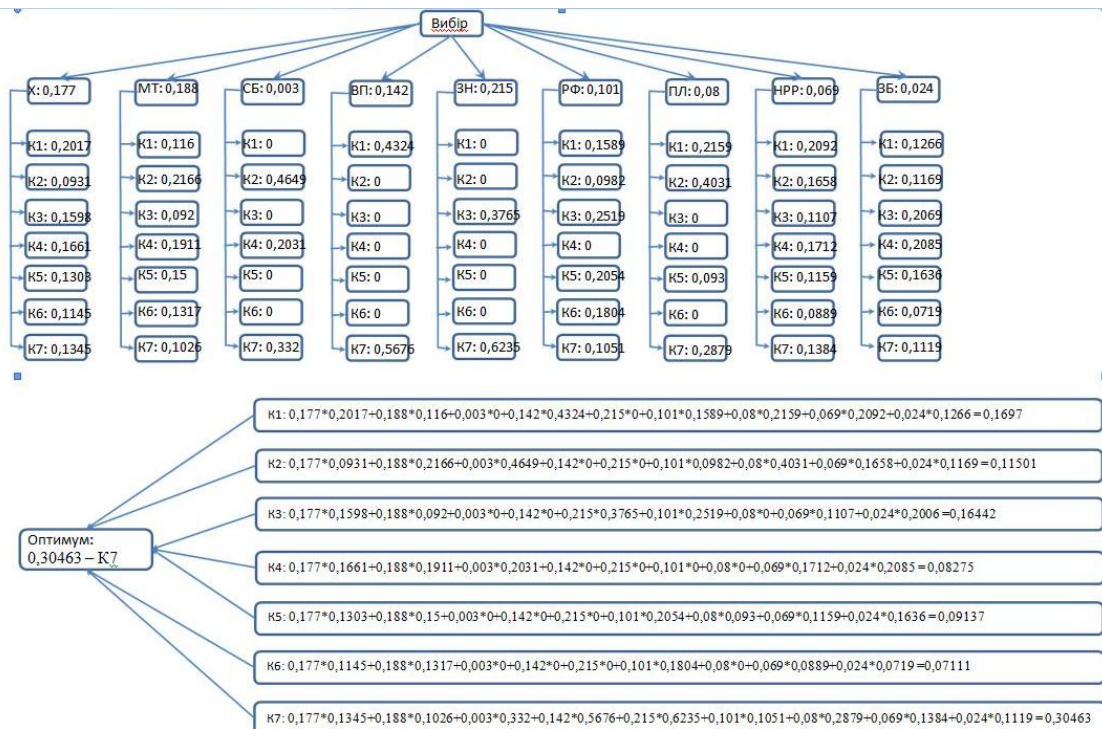 Вибір
Х: 0,177 МТ: 0,188 СБ: 0,003 ВП: 0,142 ЗН: 0,215 РФ: 0,101 ПЛ: 0,08 НРР: 0,069 ЗБ: 0,024
К1: 0,2017 К1: 0,116 К1: 0 К1: 0,4324 К1: 0 К1: 0,1589 К1: 0,2159 К1: 0,2092 К1: 0,1266
К2: 0,0931 К2: 0,2166 К2: 0,4649 К2: 0 К2: 0 К2: 0,0982 К2: 0,4031 К2: 0,1658 К2: 0,1169
К3: 0,1598 К3: 0,092 К3: 0 К3: 0 К3: 0,3765 К3: 0,2519 К3: 0 К3: 0,1107 К3: 0,2069
К4: 0,1661 К4: 0,1911 К4: 0,2031 К4: 0 К4: 0 К4: 0 К4: 0 К4: 0,1712 К4: 0,2085
К5: 0,1303 К5: 0,15 К5: 0 К5: 0 К5: 0 К5: 0,2054 К5: 0,093 К5: 0,1159 К5: 0,1636
К6: 0,1145 К6: 0,1317 К6: 0 К6: 0 К6: 0 К6: 0,1804 К6: 0 К6: 0,0889 К6: 0,0719
К7: 0,1345 К7: 0,1026 К7: 0,332 К7: 0,5676 К7: 0,6235 К7: 0,1051 К7: 0,2879 К7: 0,1384 К7: 0,1119
К1: 0,177*0,2017+0,188*0,116+0,003*0+0,142*0,4324+0,215*0+0,101*0,1589+0,08*0,2159+0,069*0,2092+0,024*0,1266=0,1697
К2: 0,177*0,0931+0,188*0,2166+0,003*0,4649+0,142*0+0,215*0+0,101*0,0982+0,08*0,4031+0,069*0,1658+0,024*0,1169=0,11501
К3: 0,177*0,1598+0,188*0,092+0,003*0+0,142*0+0,215*0,3765+0,101*0,2519+0,08*0+0,069*0,1107+0,024*0,2006=0,16442
Оптимум:
0,30463 – К7
К4: 0,177*0,1661+0,188*0,1911+0,003*0,2031+0,142*0+0,215*0+0,101*0+0,08*0+0,069*0,1712+0,024*0,2085=0,08275
К5: 0,177*0,1303+0,188*0,15+0,003*0+0,142*0+0,215*0+0,101*0,2054+0,08*0,093+0,069*0,1159+0,024*0,1636=0,09137
К6: 0,177*0,1145+0,188*0,1317+0,003*0+0,142*0+0,215*0+0,101*0,1804+0,08*0+0,069*0,0889+0,024*0,0719=0,07111
К7: 0,177*0,1345+0,188*0,1026+0,003*0,332+0,142*0,5676+0,215*0,6235+0,101*0,1051+0,08*0,2879+0,069*0,1384+0,024*0,1119=0,30463